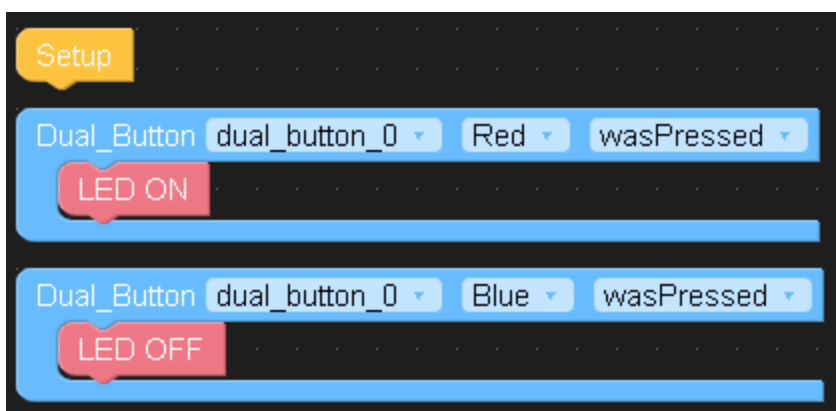 Setup
Dual_Button dual_button_0 Red wasPressed
LED ON
Dual_Button dual_button_0 Blue wasPressed
LED OFF